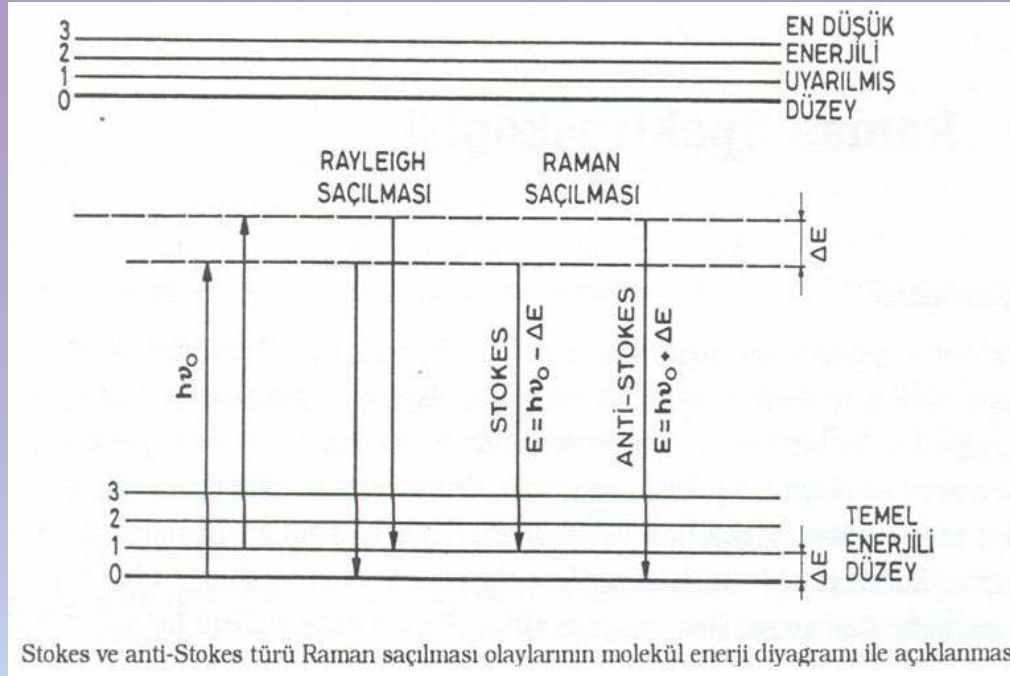 3
2
1
0
EN DÜŞÜK
ENERJİLİ
UYARILMIŞ
DÜZEY
RAYLEIGH
SAÇILMASI
RAMAN
SAÇILMASI
hν₀
STOKES
E = hν₀ - ΔE
ANTİ-STOKES
E = hν₀ + ΔE
ΔE
3
2
1
0
TEMEL
ENERJİLİ
DÜZEY
ΔE
Stokes ve anti-Stokes türü Raman saçılması olaylarının molekül enerji diyagramı ile açıklanmas